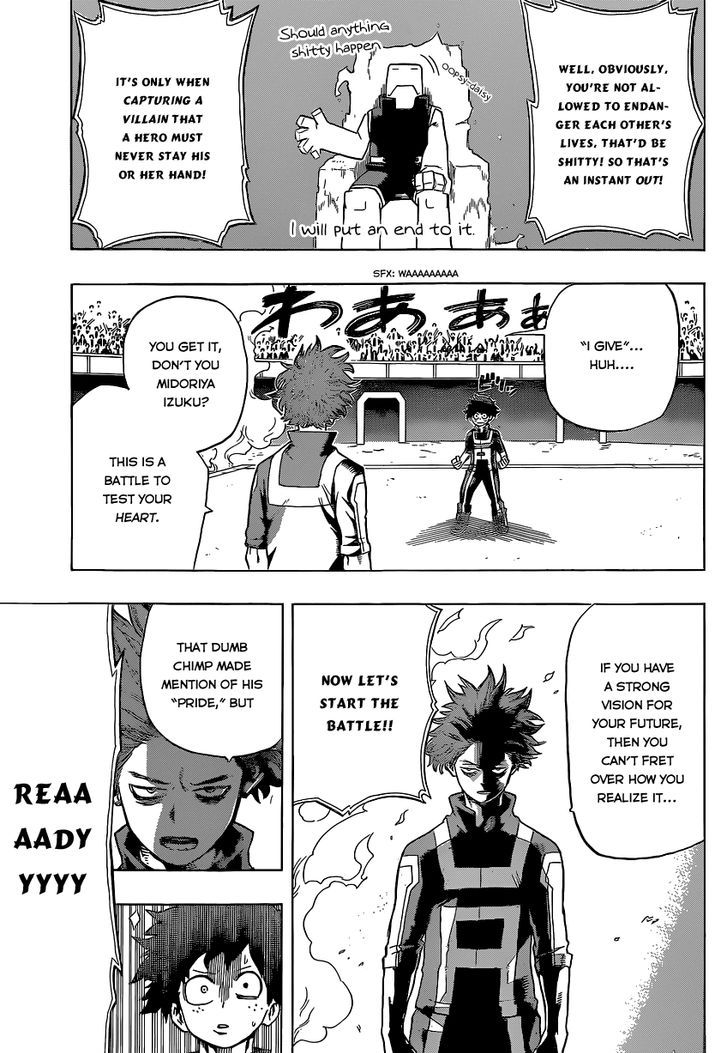 WELL, OBVIOUSLY,
YOU'RE NOT AL-
LOWED TO ENDAN-
GER EACH OTHER'S
LIVES, THAT'D BE
SHITTY! SO THAT'S
AN INSTANT OUT!
Should anything
shitty happen
oopsy-daisy
I will put an end to it.
IT'S ONLY WHEN
CAPTURING A
VILLAIN THAT
A HERO MUST
NEVER STAY HIS
OR HER HAND!
SFX: WAAAAAAAAA
わあぁぁ
"I GIVE"...
HUH....
ビリッ
YOU GET IT,
DON'T YOU
MIDORIYA
IZUKU?
THIS IS A
BATTLE TO
TEST YOUR
HEART.
IF YOU HAVE
A STRONG
VISION FOR
YOUR FUTURE,
THEN YOU
CAN'T FRET
OVER HOW YOU
REALIZE IT...
NOW LET'S
START THE
BATTLE!!
THAT DUMB
CHIMP MADE
MENTION OF HIS
"PRIDE," BUT
REAA
AADY
YYYY